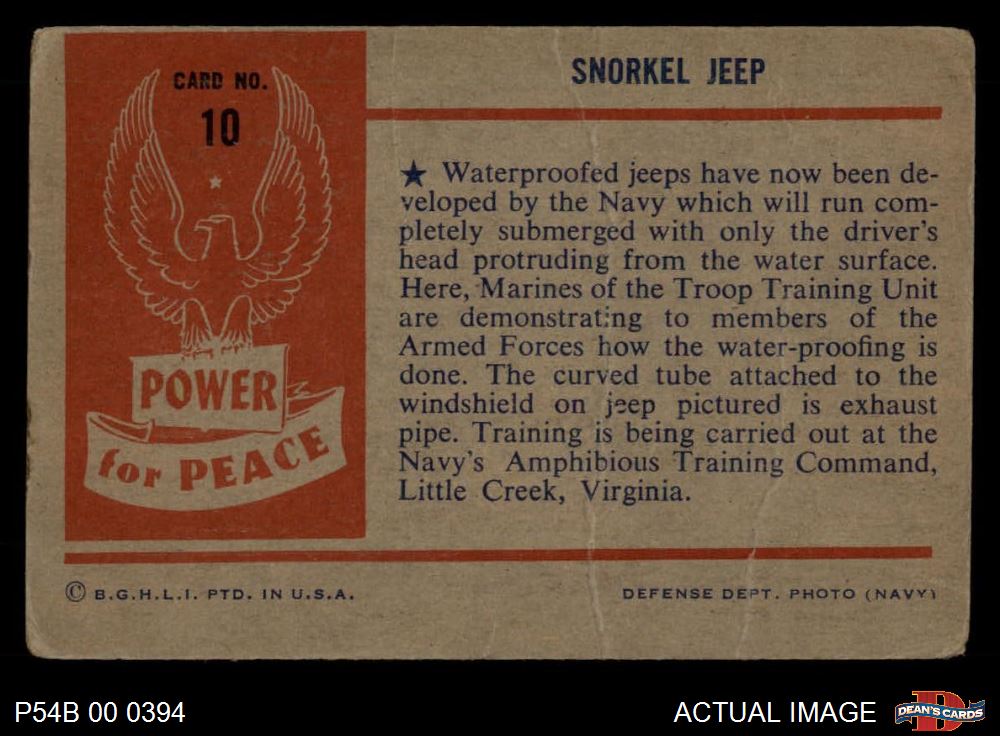 CARD NO.
10
POWER
for PEACE
SNORKEL JEEP
★ Waterproofed jeeps have now been de-
veloped by the Navy which will run com-
pletely submerged with only the driver's
head protruding from the water surface.
Here, Marines of the Troop Training Unit
are demonstrating to members of the
Armed Forces how the water-proofing is
done. The curved tube attached to the
windshield on jeep pictured is exhaust
pipe. Training is being carried out at the
Navy's Amphibious Training Command,
Little Creek, Virginia.
© B.G.H.L.I. PTD. IN U.S.A.
DEFENSE DEPT. PHOTO (NAVY)
P54B 00 0394
ACTUAL IMAGE
DEAN'S CARDS